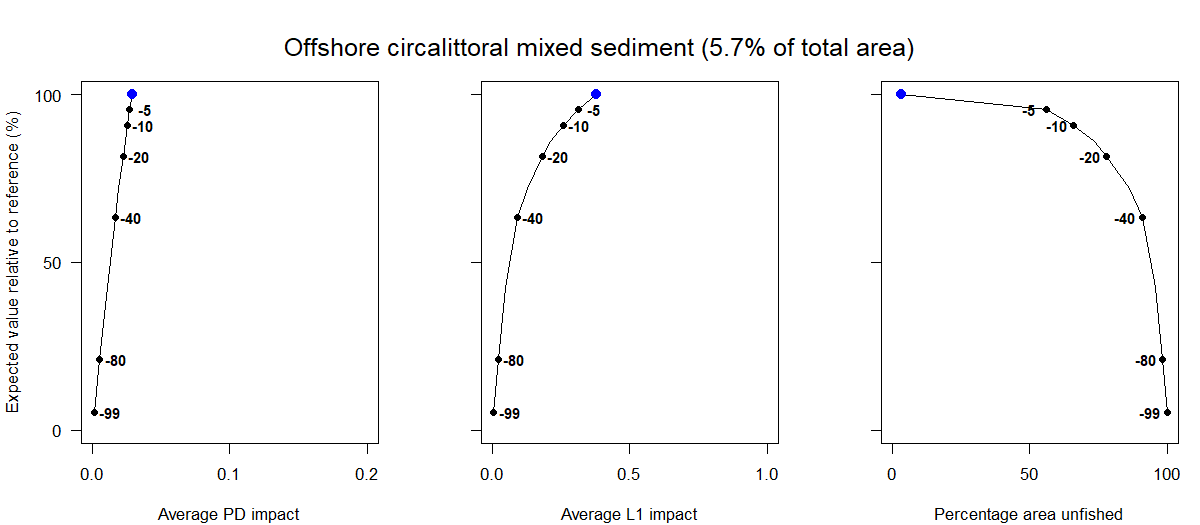 Offshore circalittoral mixed sediment (5.7% of total area)
Expected value relative to reference (%)
100
50
0
-5
-10
-20
-40
-80
-99
0.0 0.1 0.2
Average PD impact
-5
-10
-20
-40
-80
-99
0.0 0.5 1.0
Average L1 impact
-5
-10
-20
-40
-80
-99
0 50 100
Percentage area unfished